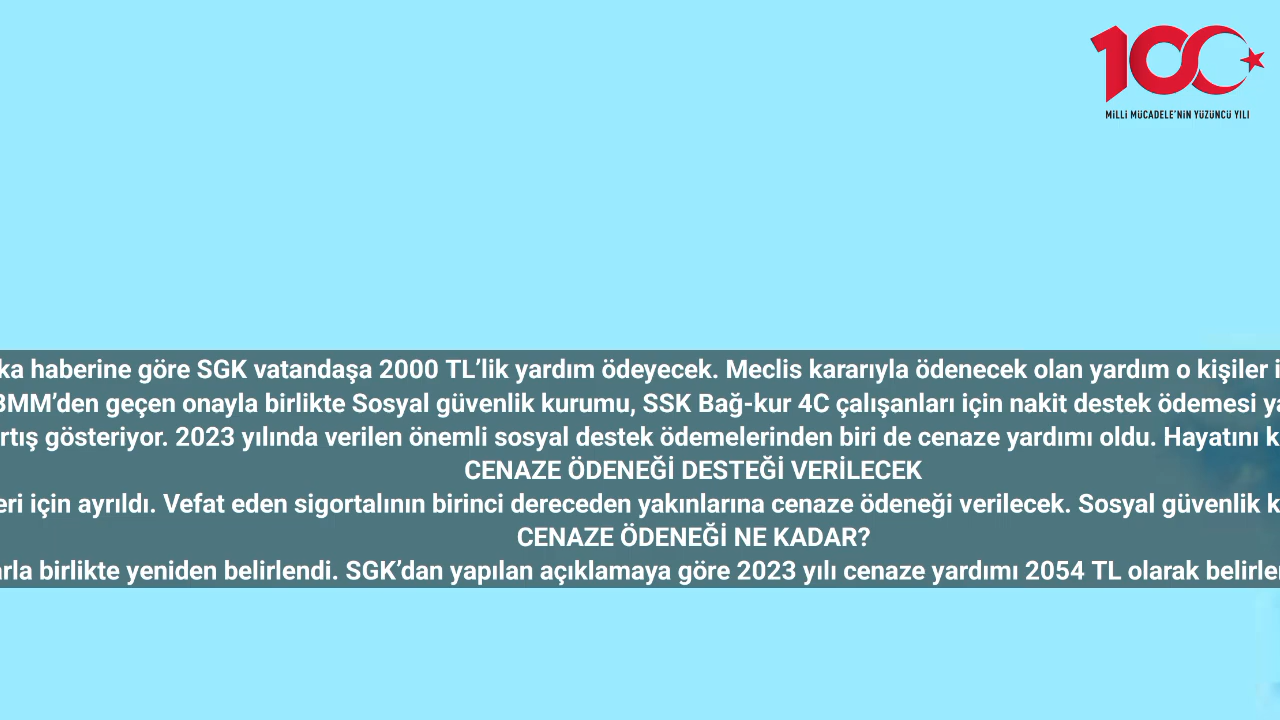 100
MİLLİ MÜCADELE'NİN YÜZÜNCÜ YILI
haberine göre SGK vatandaşa 2000 TL’lik yardım ödeyecek. Meclis kararıyla ödenecek olan yardım o kişiler
geçen onayla birlikte Sosyal güvenlik kurumu, SSK Bağ-kur 4C çalışanları için nakit destek ödemesi
gösteriyor. 2023 yılında verilen önemli sosyal destek ödemelerinden biri de cenaze yardımı oldu. Hayatını
CENAZE ÖDENEĞİ DESTEĞİ VERİLECEK
için ayrıldı. Vefat eden sigortalının birinci dereceden yakınlarına cenaze ödeneği verilecek. Sosyal güvenlik
CENAZE ÖDENEĞİ NE KADAR?
birlikte yeniden belirlendi. SGK’dan yapılan açıklamaya göre 2023 yılı cenaze yardımı 2054 TL olarak